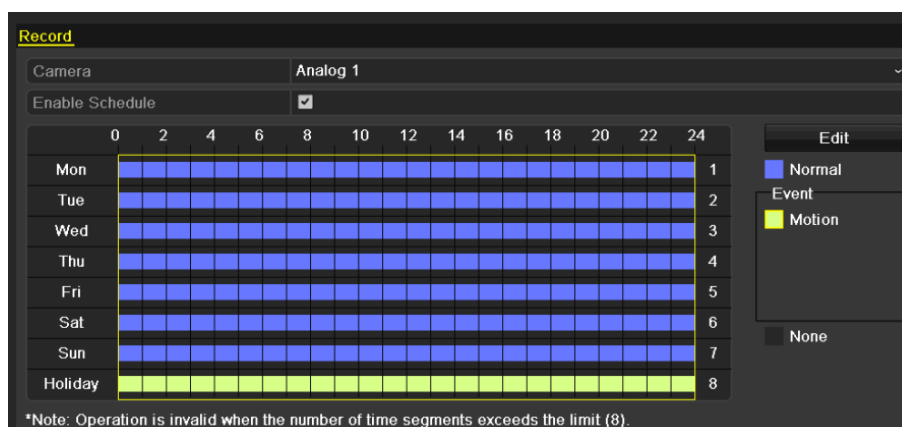 Record
Camera Analog 1
Enable Schedule
0 2 4 6 8 10 12 14 16 18 20 22 24
Edit
Mon 1
Normal
Tue 2
Event
Wed 3
Motion
Thu 4
Fri 5
Sat 6
None
Sun 7
Holiday 8
*Note: Operation is invalid when the number of time segments exceeds the limit (8).